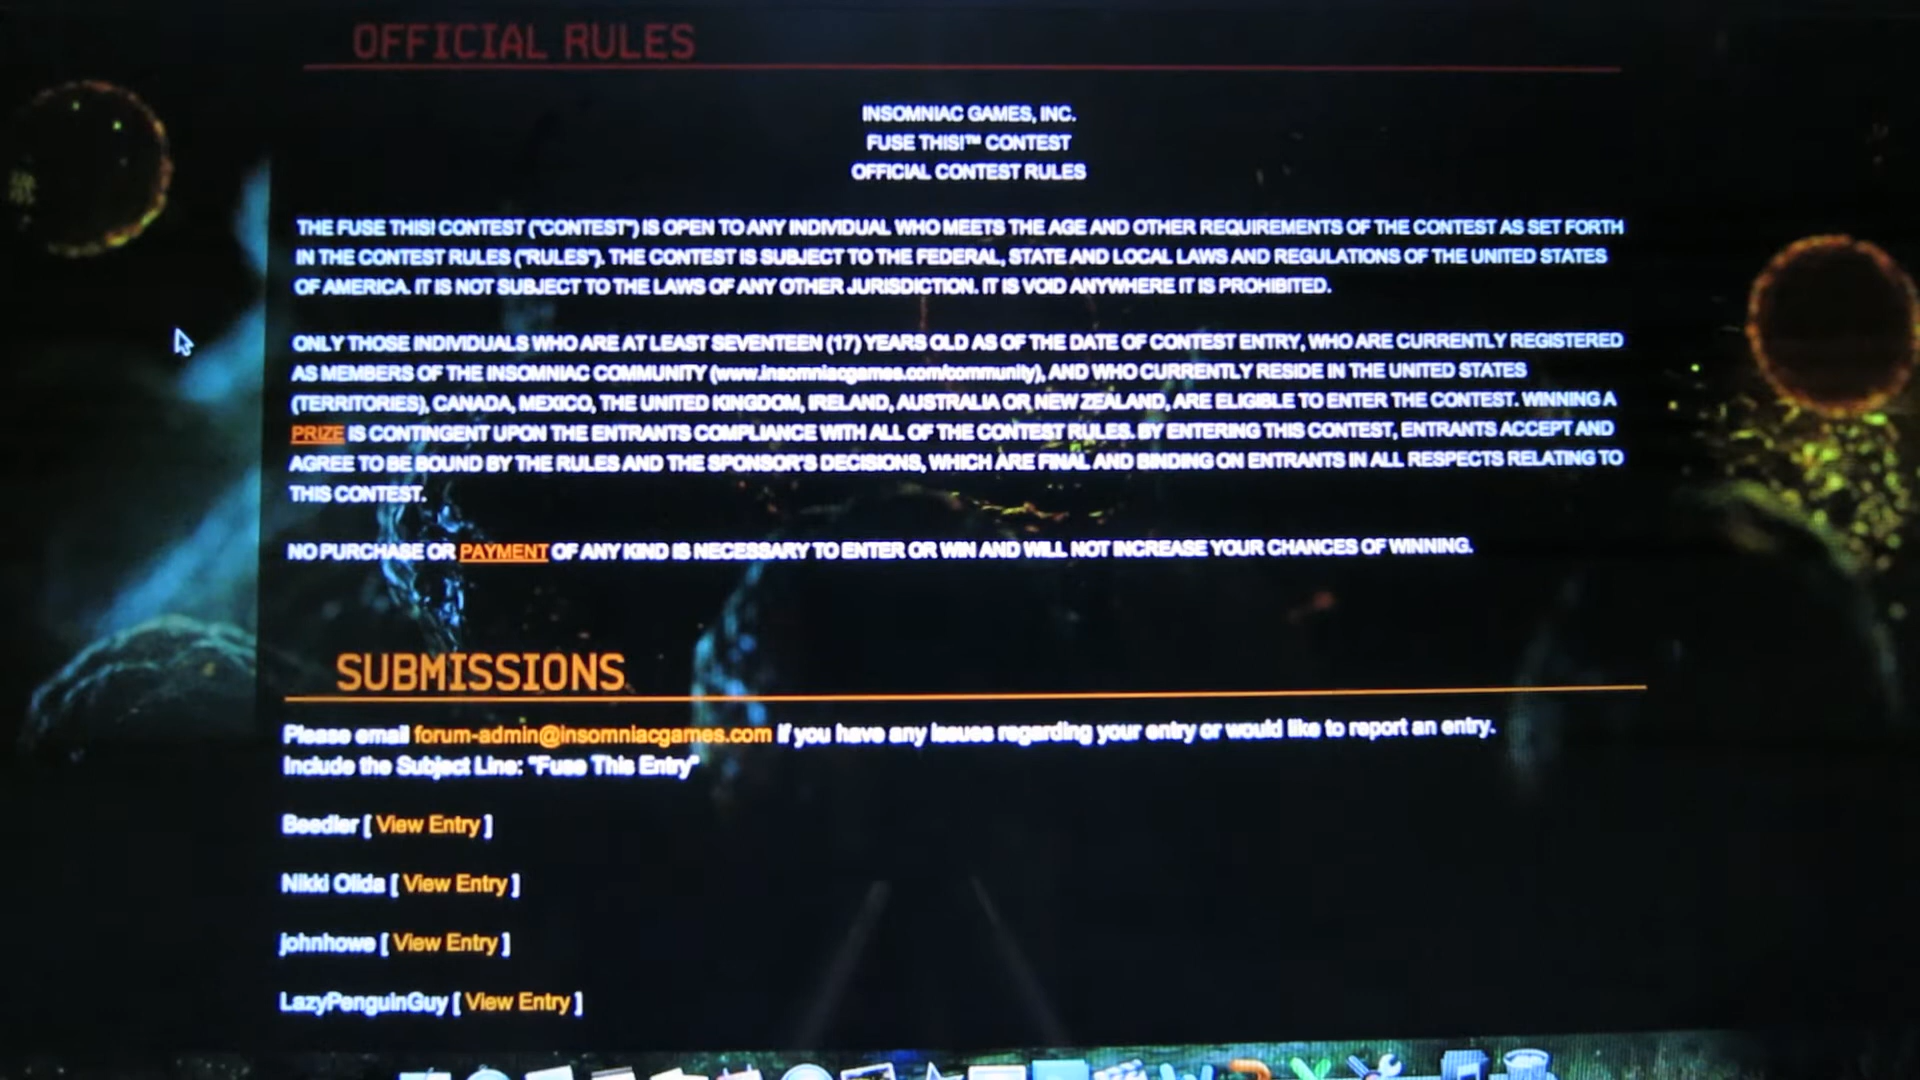 OFFICIAL RULES
INSOMNIAC GAMES, INC.
FUSE THIS!™ CONTEST
OFFICIAL CONTEST RULES
THE FUSE THIS! CONTEST ("CONTEST") IS OPEN TO ANY INDIVIDUAL WHO MEETS THE AGE AND OTHER REQUIREMENTS OF THE CONTEST AS SET FORTH
IN THE CONTEST RULES ("RULES"). THE CONTEST IS SUBJECT TO THE FEDERAL, STATE AND LOCAL LAWS AND REGULATIONS OF THE UNITED STATES
OF AMERICA. IT IS NOT SUBJECT TO THE LAWS OF ANY OTHER JURISDICTION. IT IS VOID ANYWHERE IT IS PROHIBITED.
ONLY THOSE INDIVIDUALS WHO ARE AT LEAST SEVENTEEN (17) YEARS OLD AS OF THE DATE OF CONTEST ENTRY, WHO ARE CURRENTLY REGISTERED
AS MEMBERS OF THE INSOMNIAC COMMUNITY (www.insomniacgames.com/community), AND WHO CURRENTLY RESIDE IN THE UNITED STATES
(TERRITORIES), CANADA, MEXICO, THE UNITED KINGDOM, IRELAND, AUSTRALIA OR NEW ZEALAND, ARE ELIGIBLE TO ENTER THE CONTEST. WINNING A
PRIZE IS CONTINGENT UPON THE ENTRANTS COMPLIANCE WITH ALL OF THE CONTEST RULES. BY ENTERING THIS CONTEST, ENTRANTS ACCEPT AND
AGREE TO BE BOUND BY THE RULES AND THE SPONSOR'S DECISIONS, WHICH ARE FINAL AND BINDING ON ENTRANTS IN ALL RESPECTS RELATING TO
THIS CONTEST.
NO PURCHASE OR PAYMENT OF ANY KIND IS NECESSARY TO ENTER OR WIN AND WILL NOT INCREASE YOUR CHANCES OF WINNING.
SUBMISSIONS
Please email forum-admin@insomniacgames.com if you have any issues regarding your entry or would like to report an entry.
Include the Subject Line: "Fuse This Entry"
Beedler [ View Entry ]
Nikki Olida [ View Entry ]
johnhowe [ View Entry ]
LazyPenguinGuy [ View Entry ]